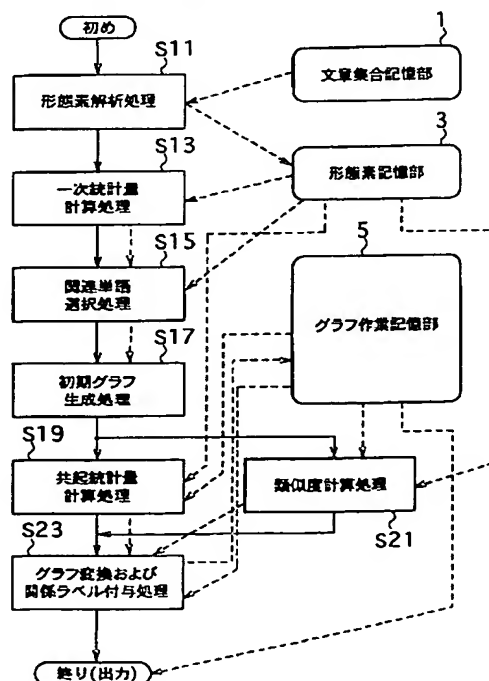 初め
S11
形態素解析処理
1
文章集合記憶部
S13
一次統計量
計算処理
3
形態素記憶部
S15
関連単語
選択処理
5
グラフ作業記憶部
S17
初期グラフ
生成処理
S19
共起統計量
計算処理
類似度計算処理
S21
S23
グラフ変換および
関係ラベル付与処理
終り(出力)